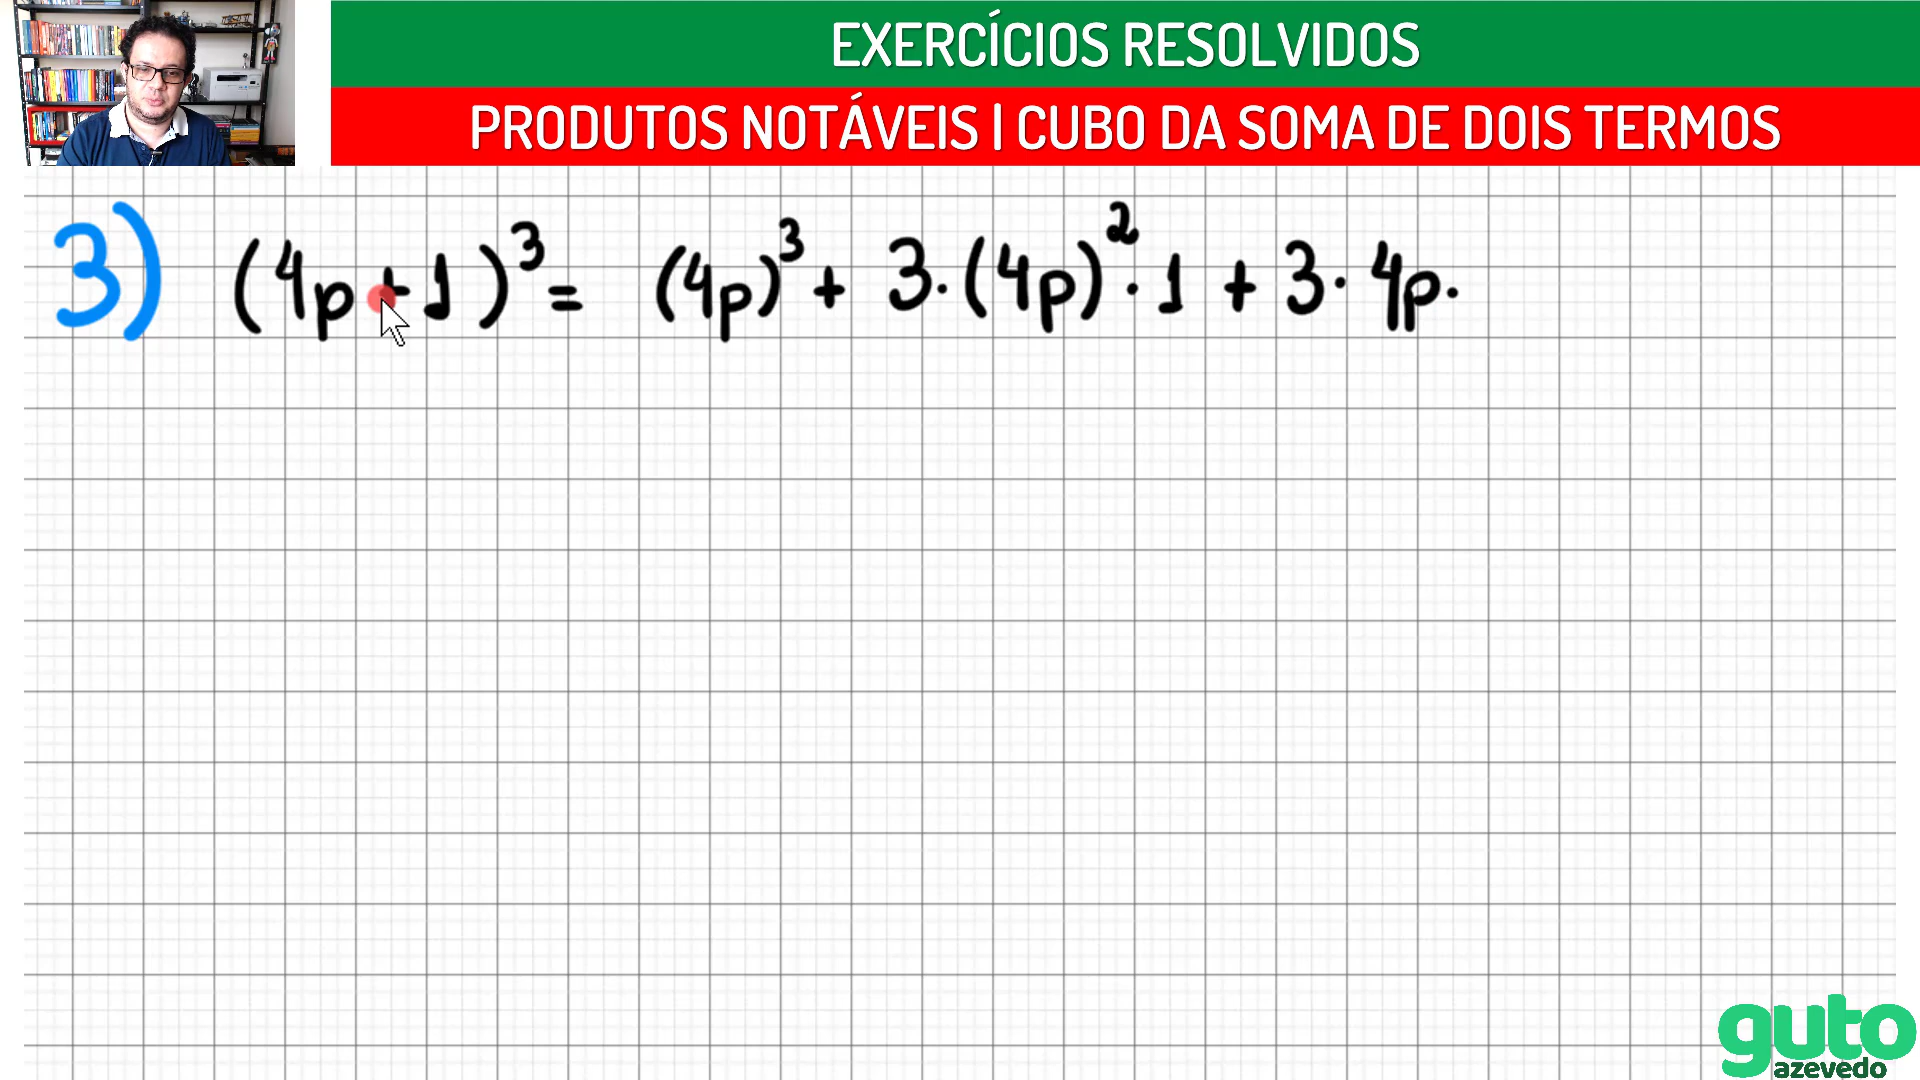 EXERCÍCIOS RESOLVIDOS
PRODUTOS NOTÁVEIS | CUBO DA SOMA DE DOIS TERMOS
3) (4p+1)³ = (4p)³ + 3·(4p)²·1 + 3·4p·
guto
azevedo